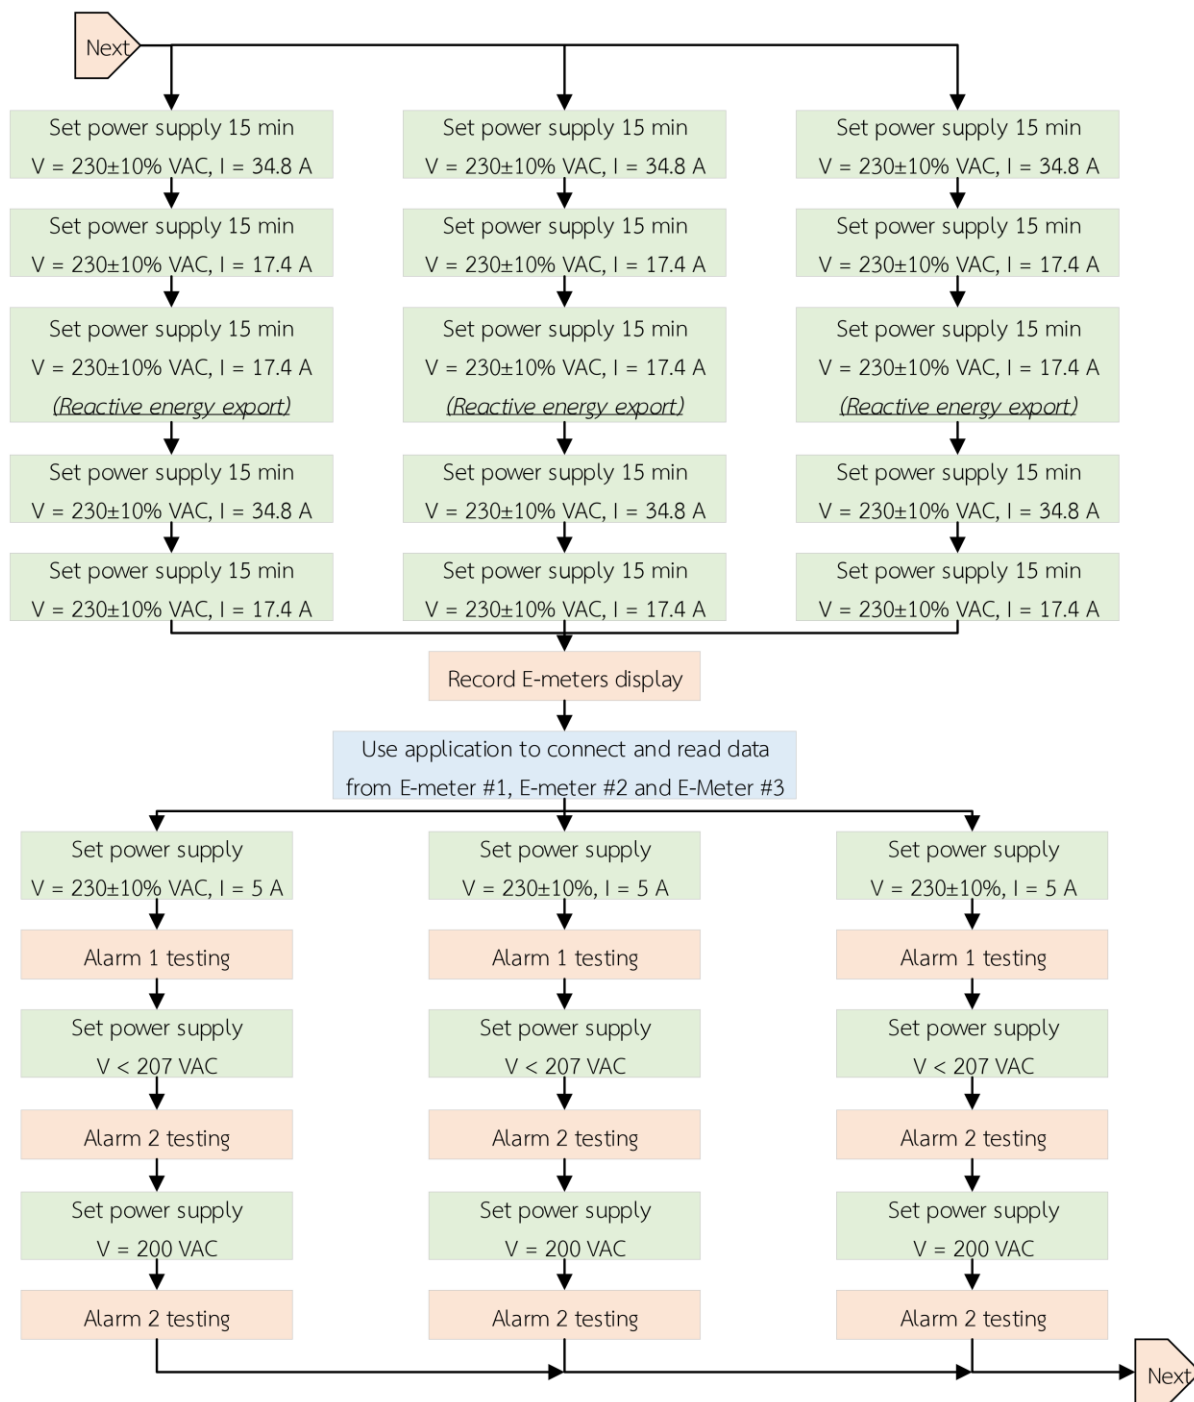 Next
Set power supply 15 min
V = 230±10% VAC, I = 34.8 A
Set power supply 15 min
V = 230±10% VAC, I = 34.8 A
Set power supply 15 min
V = 230±10% VAC, I = 34.8 A
Set power supply 15 min
V = 230±10% VAC, I = 17.4 A
Set power supply 15 min
V = 230±10% VAC, I = 17.4 A
Set power supply 15 min
V = 230±10% VAC, I = 17.4 A
Set power supply 15 min
V = 230±10% VAC, I = 17.4 A
(Reactive energy export)
Set power supply 15 min
V = 230±10% VAC, I = 17.4 A
(Reactive energy export)
Set power supply 15 min
V = 230±10% VAC, I = 17.4 A
(Reactive energy export)
Set power supply 15 min
V = 230±10% VAC, I = 34.8 A
Set power supply 15 min
V = 230±10% VAC, I = 34.8 A
Set power supply 15 min
V = 230±10% VAC, I = 34.8 A
Set power supply 15 min
V = 230±10% VAC, I = 17.4 A
Set power supply 15 min
V = 230±10% VAC, I = 17.4 A
Set power supply 15 min
V = 230±10% VAC, I = 17.4 A
Record E-meters display
Use application to connect and read data
from E-meter #1, E-meter #2 and E-Meter #3
Set power supply
V = 230±10% VAC, I = 5 A
Set power supply
V = 230±10%, I = 5 A
Set power supply
V = 230±10%, I = 5 A
Alarm 1 testing
Alarm 1 testing
Alarm 1 testing
Set power supply
V < 207 VAC
Set power supply
V < 207 VAC
Set power supply
V < 207 VAC
Alarm 2 testing
Alarm 2 testing
Alarm 2 testing
Set power supply
V = 200 VAC
Set power supply
V = 200 VAC
Set power supply
V = 200 VAC
Alarm 2 testing
Alarm 2 testing
Alarm 2 testing
Next